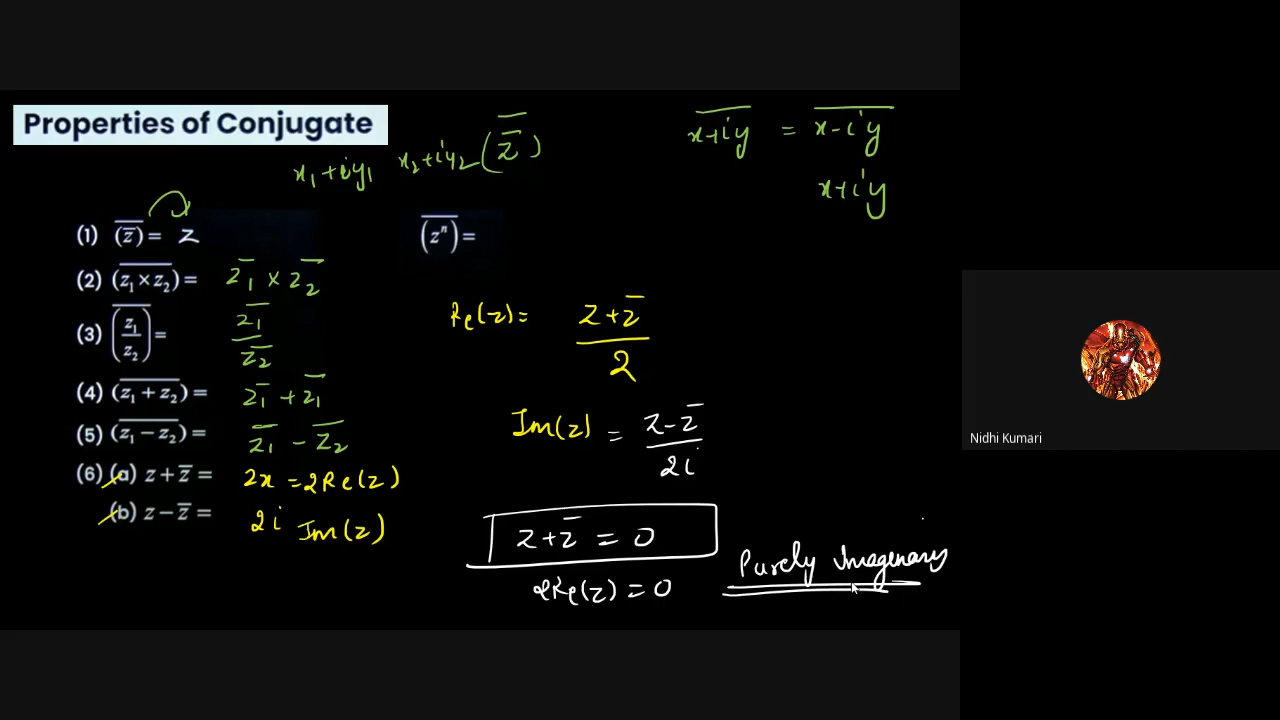 Properties of Conjugate
x₁+iy₁ x₂+iy₂ (z̿)
x+iy‾ = x-iy‾
x+iy
(1) (z̿) = z
(zⁿ)‾ =
(2) (z₁ × z₂)‾ = z̄₁ × z̄₂
(3) (z₁/z₂)‾ = z̄₁/z̄₂
Re(z) = (z+z̄)/2
(4) (z₁ + z₂)‾ = z̄₁ + z̄₁
(5) (z₁ − z₂)‾ = z̄₁ − z̄₂
Im(z) = (z-z̄)/2i
(6) (a) z + z̄ = 2x = 2Re(z)
(b) z − z̄ = 2i Im(z)
z+z̄ = 0
2Re(z) = 0
Purely Imagenary
Nidhi Kumari